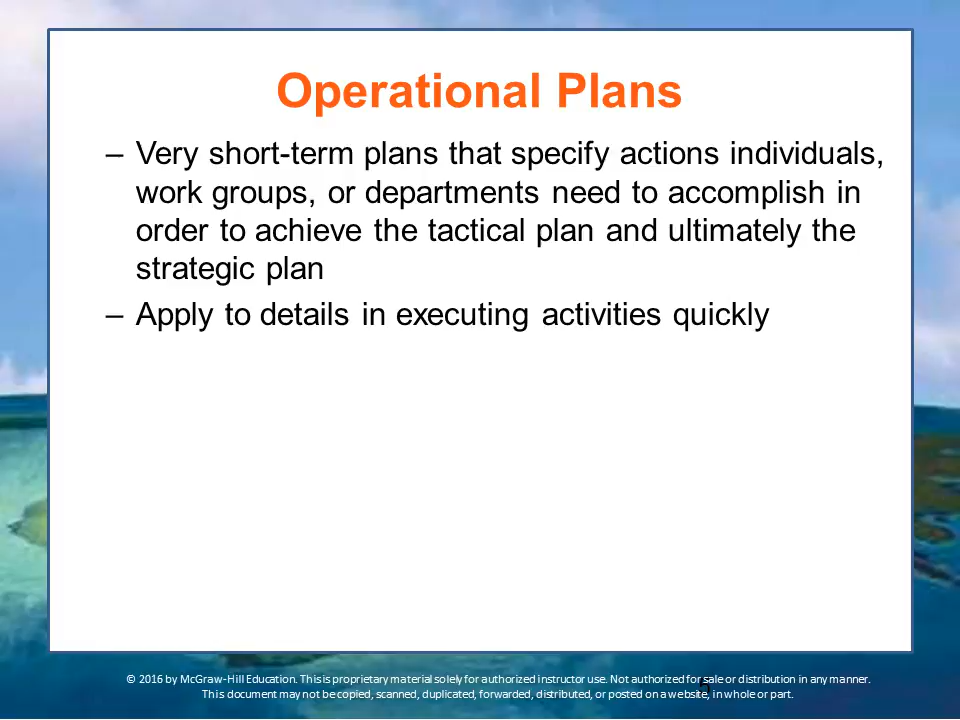 Operational Plans
– Very short-term plans that specify actions individuals,
work groups, or departments need to accomplish in
order to achieve the tactical plan and ultimately the
strategic plan
– Apply to details in executing activities quickly
© 2016 by McGraw-Hill Education. This is proprietary material solely for authorized instructor use. Not authorized for sale or distribution in any manner.
This document may not be copied, scanned, duplicated, forwarded, distributed, or posted on a website, in whole or part.